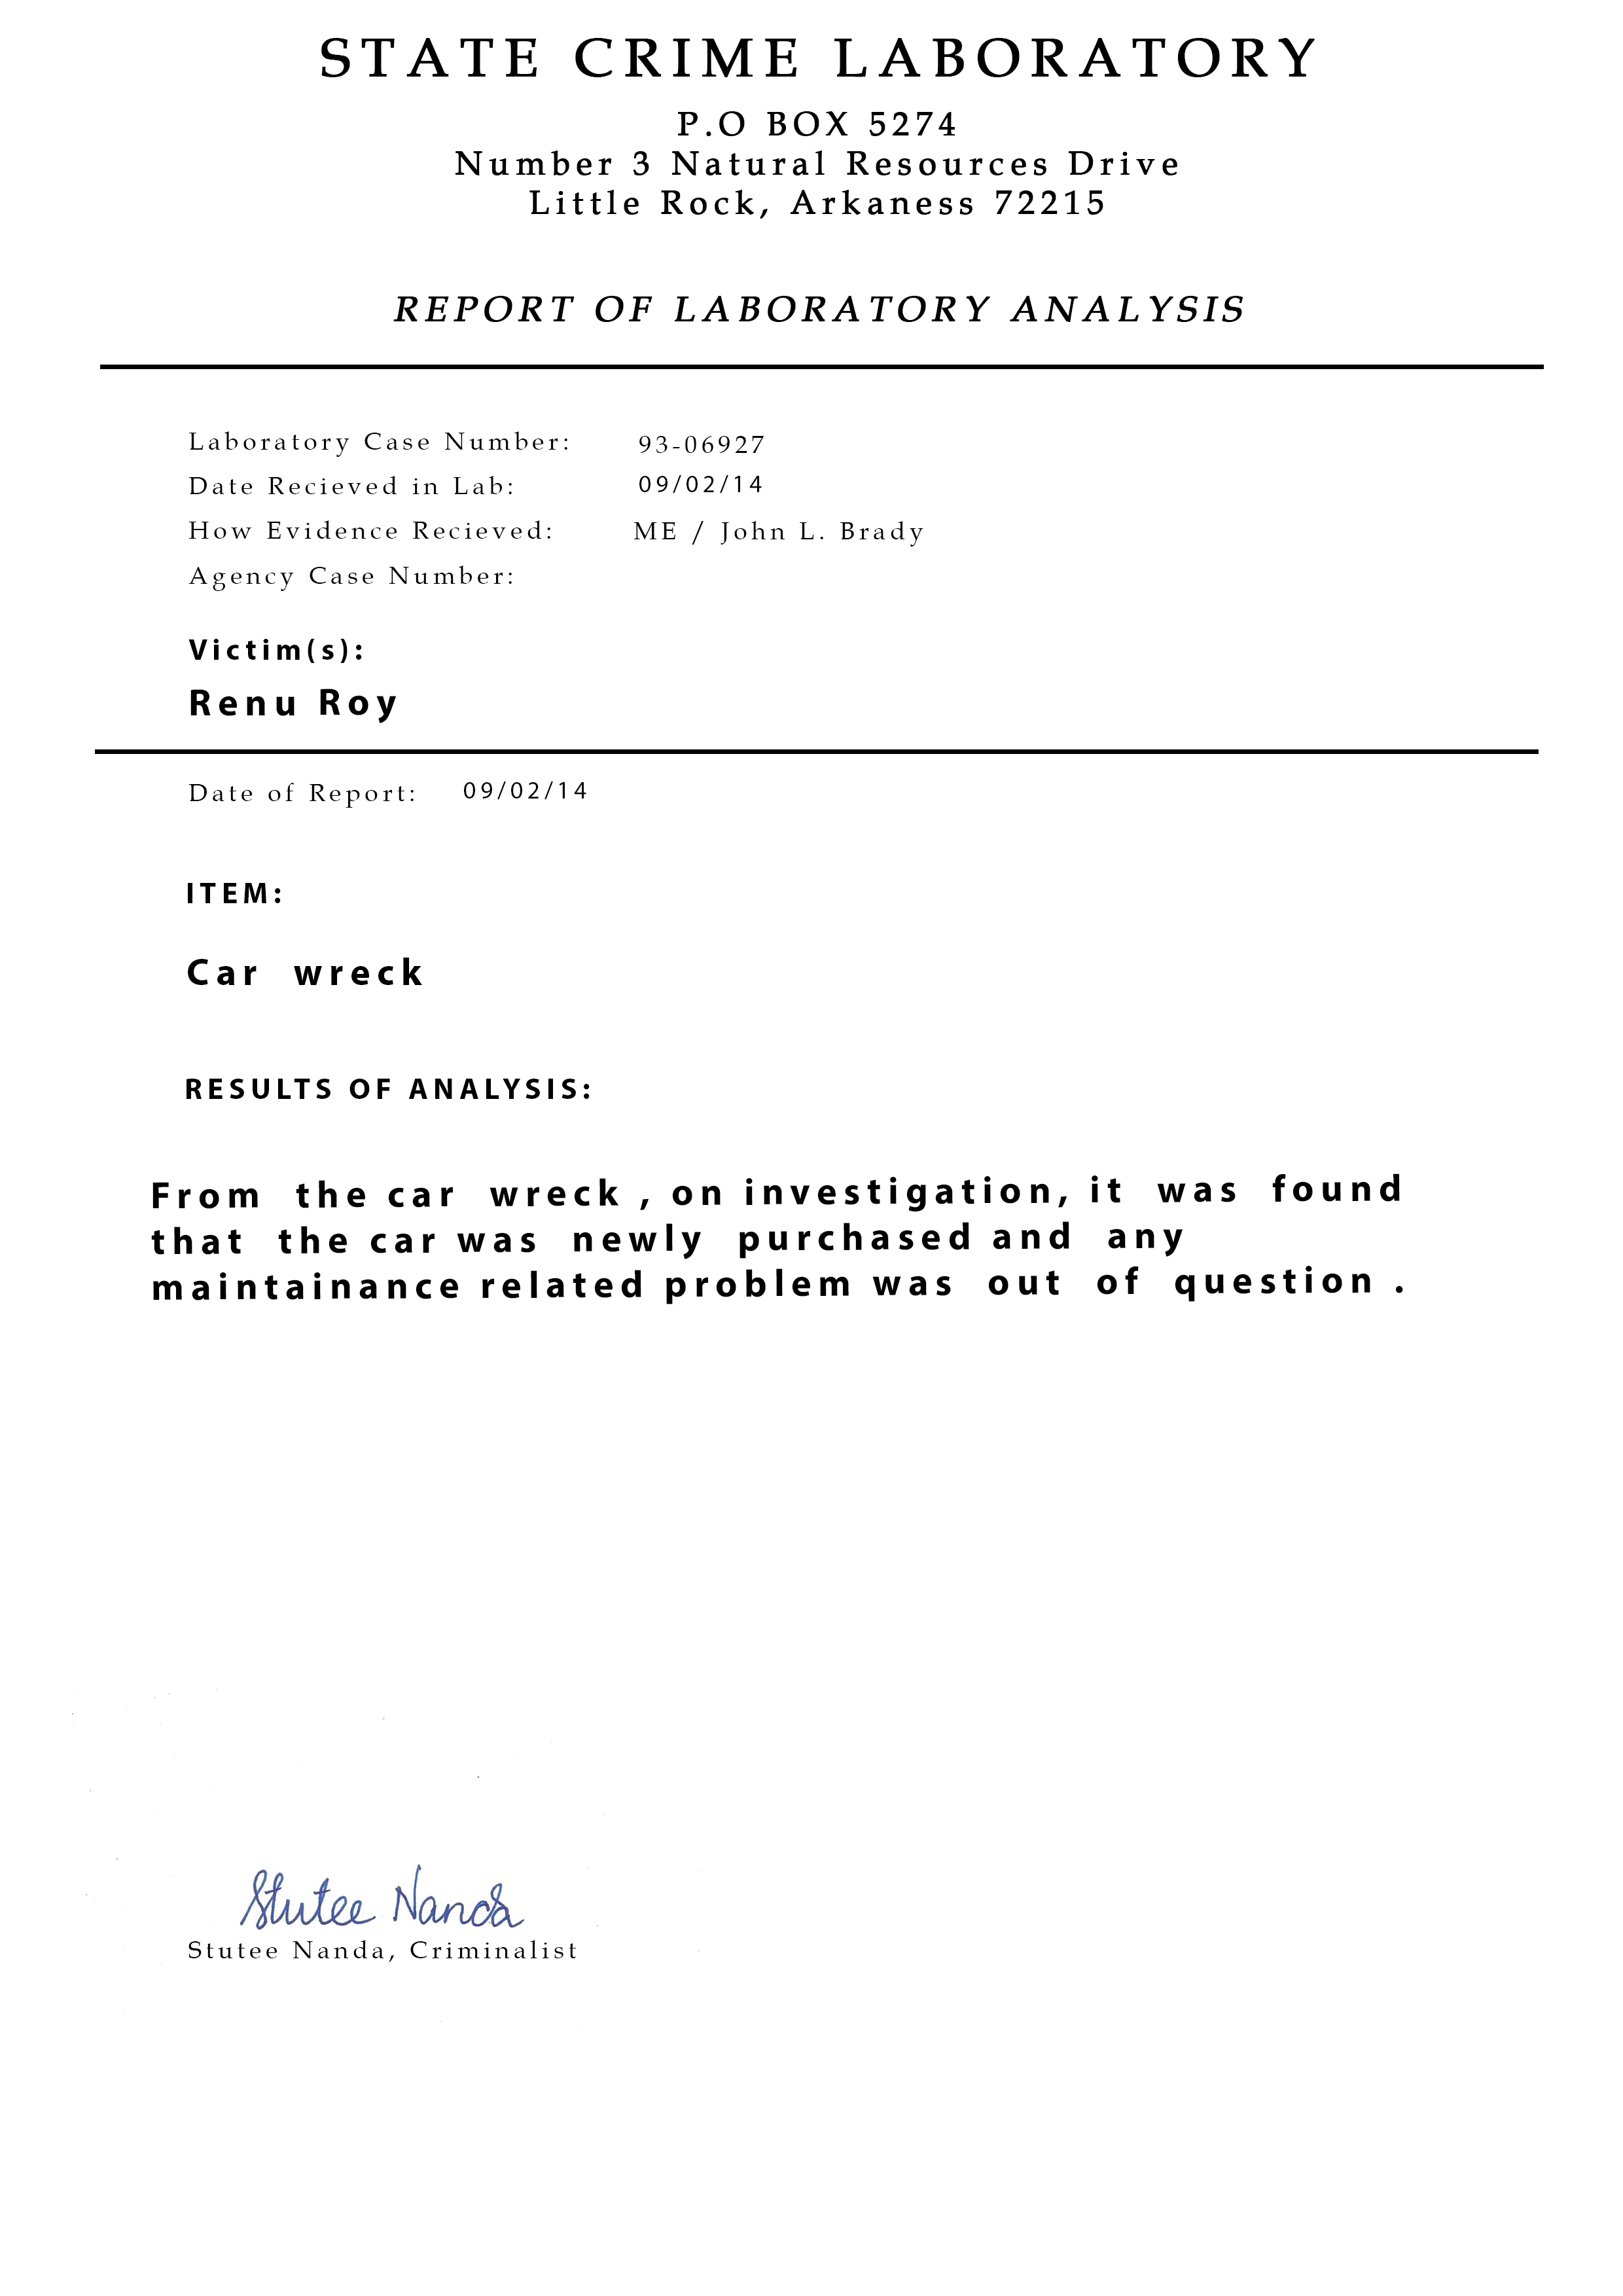 STATE CRIME LABORATORY
P.O BOX 5274
Number 3 Natural Resources Drive
Little Rock, Arkaness 72215
REPORT OF LABORATORY ANALYSIS
Laboratory Case Number: 93-06927
Date Recieved in Lab: 09/02/14
How Evidence Recieved: ME / John L. Brady
Agency Case Number:
Victim(s):
Renu Roy
Date of Report: 09/02/14
ITEM:
Car wreck
RESULTS OF ANALYSIS:
From the car wreck , on investigation, it was found
that the car was newly purchased and any
maintainance related problem was out of question .
Stutee Nanda
Stutee Nanda, Criminalist